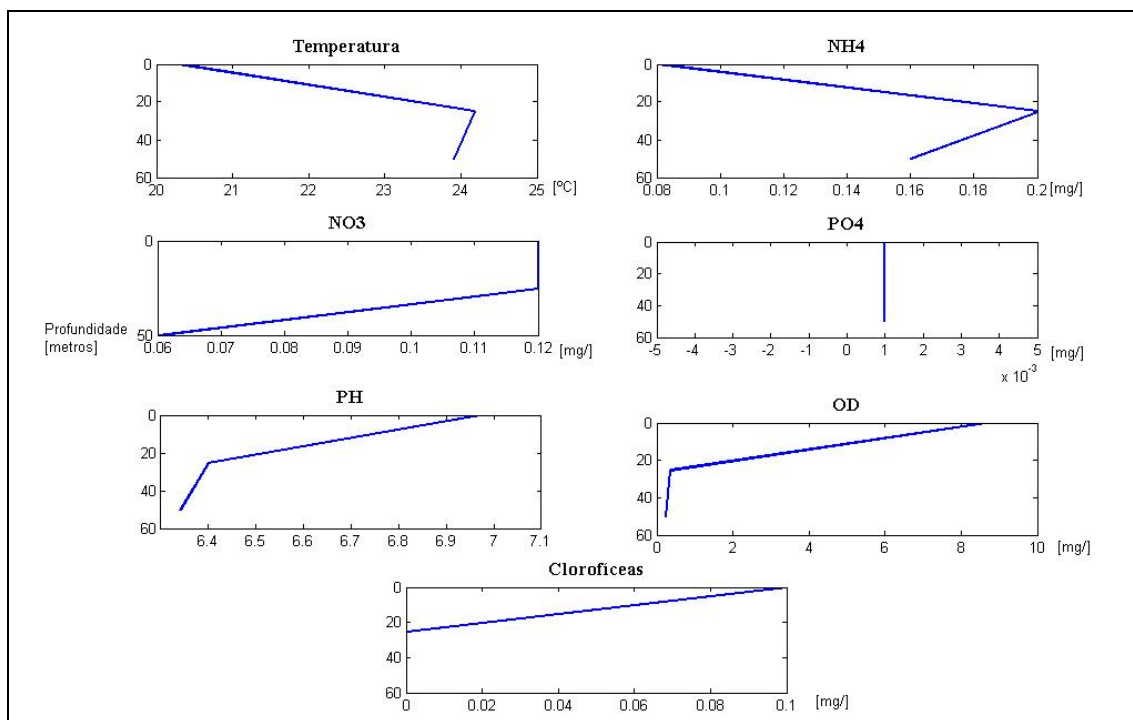 Temperatura
0
20
40
60
20 21 22 23 24 25 [ºC]
NH4
0
20
40
60
0.08 0.1 0.12 0.14 0.16 0.18 0.2 [mg/]
NO3
0
50
0.06 0.07 0.08 0.09 0.1 0.11 0.12 [mg/]
Profundidade
[metros]
PO4
0
20
40
60
-5 -4 -3 -2 -1 0 1 2 3 4 5 [mg/]
x 10-3
PH
0
20
40
60
6.4 6.5 6.6 6.7 6.8 6.9 7 7.1
OD
0
20
40
60
0 2 4 6 8 10 [mg/]
Clorofíceas
0
20
40
60
0 0.02 0.04 0.06 0.08 0.1 [mg/]